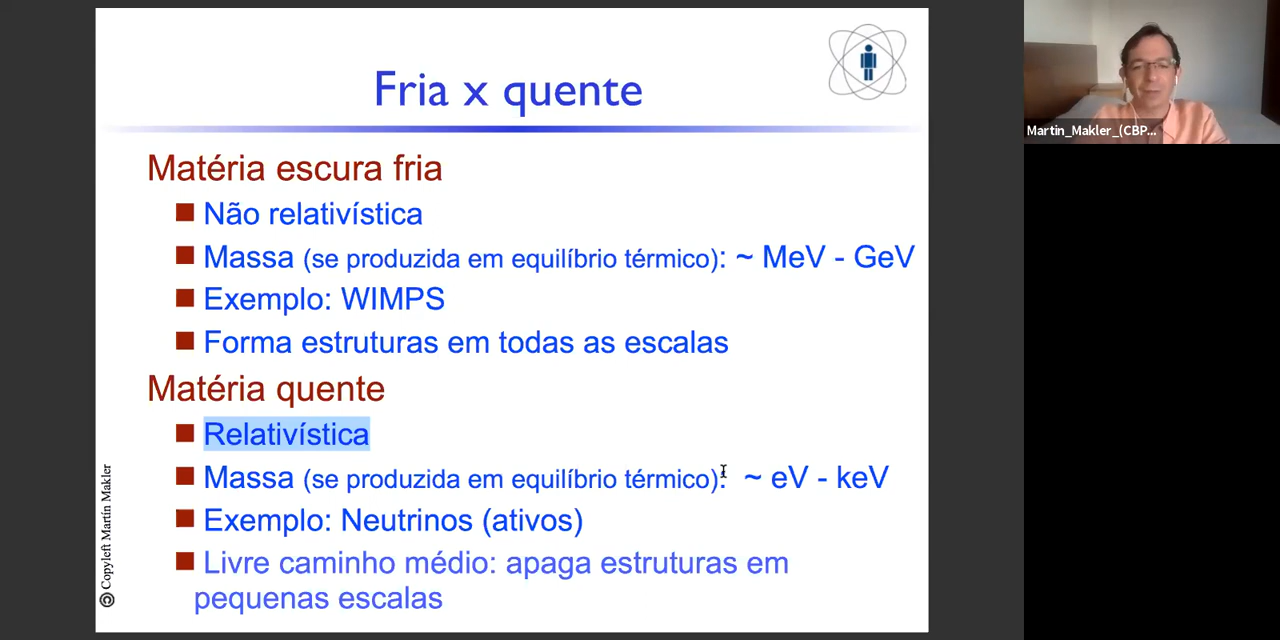 Fria x quente
Matéria escura fria
Não relativística
Massa (se produzida em equilíbrio térmico): ~ MeV - GeV
Exemplo: WIMPS
Forma estruturas em todas as escalas
Matéria quente
Relativística
Massa (se produzida em equilíbrio térmico): ~ eV - keV
Exemplo: Neutrinos (ativos)
Livre caminho médio: apaga estruturas em
pequenas escalas
Copyleft Martín Makler
Martin_Makler_(CBP...